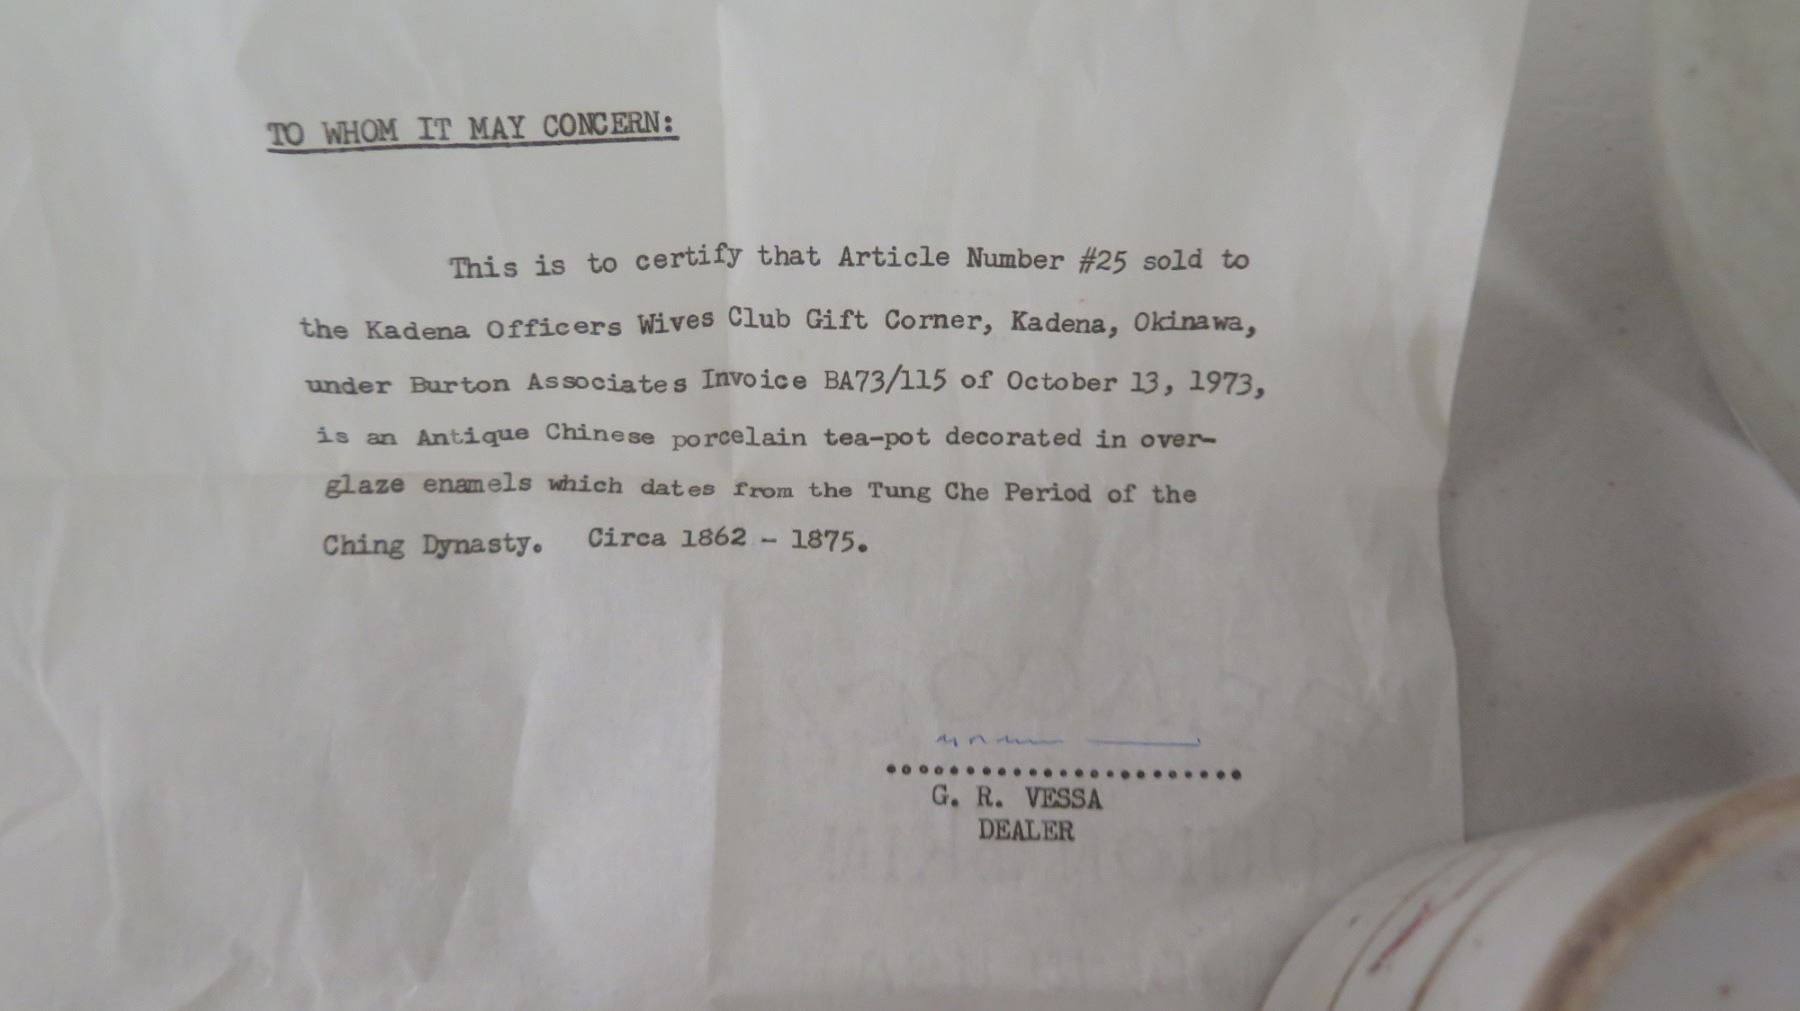 TO WHOM IT MAY CONCERN:
This is to certify that Article Number #25 sold to
the Kadena Officers Wives Club Gift Corner, Kadena, Okinawa,
under Burton Associates Invoice BA73/115 of October 13, 1973,
is an Antique Chinese porcelain tea-pot decorated in over-
glaze enamels which dates from the Tung Che Period of the
Ching Dynasty. Circa 1862 - 1875.
G. R. VESSA
DEALER